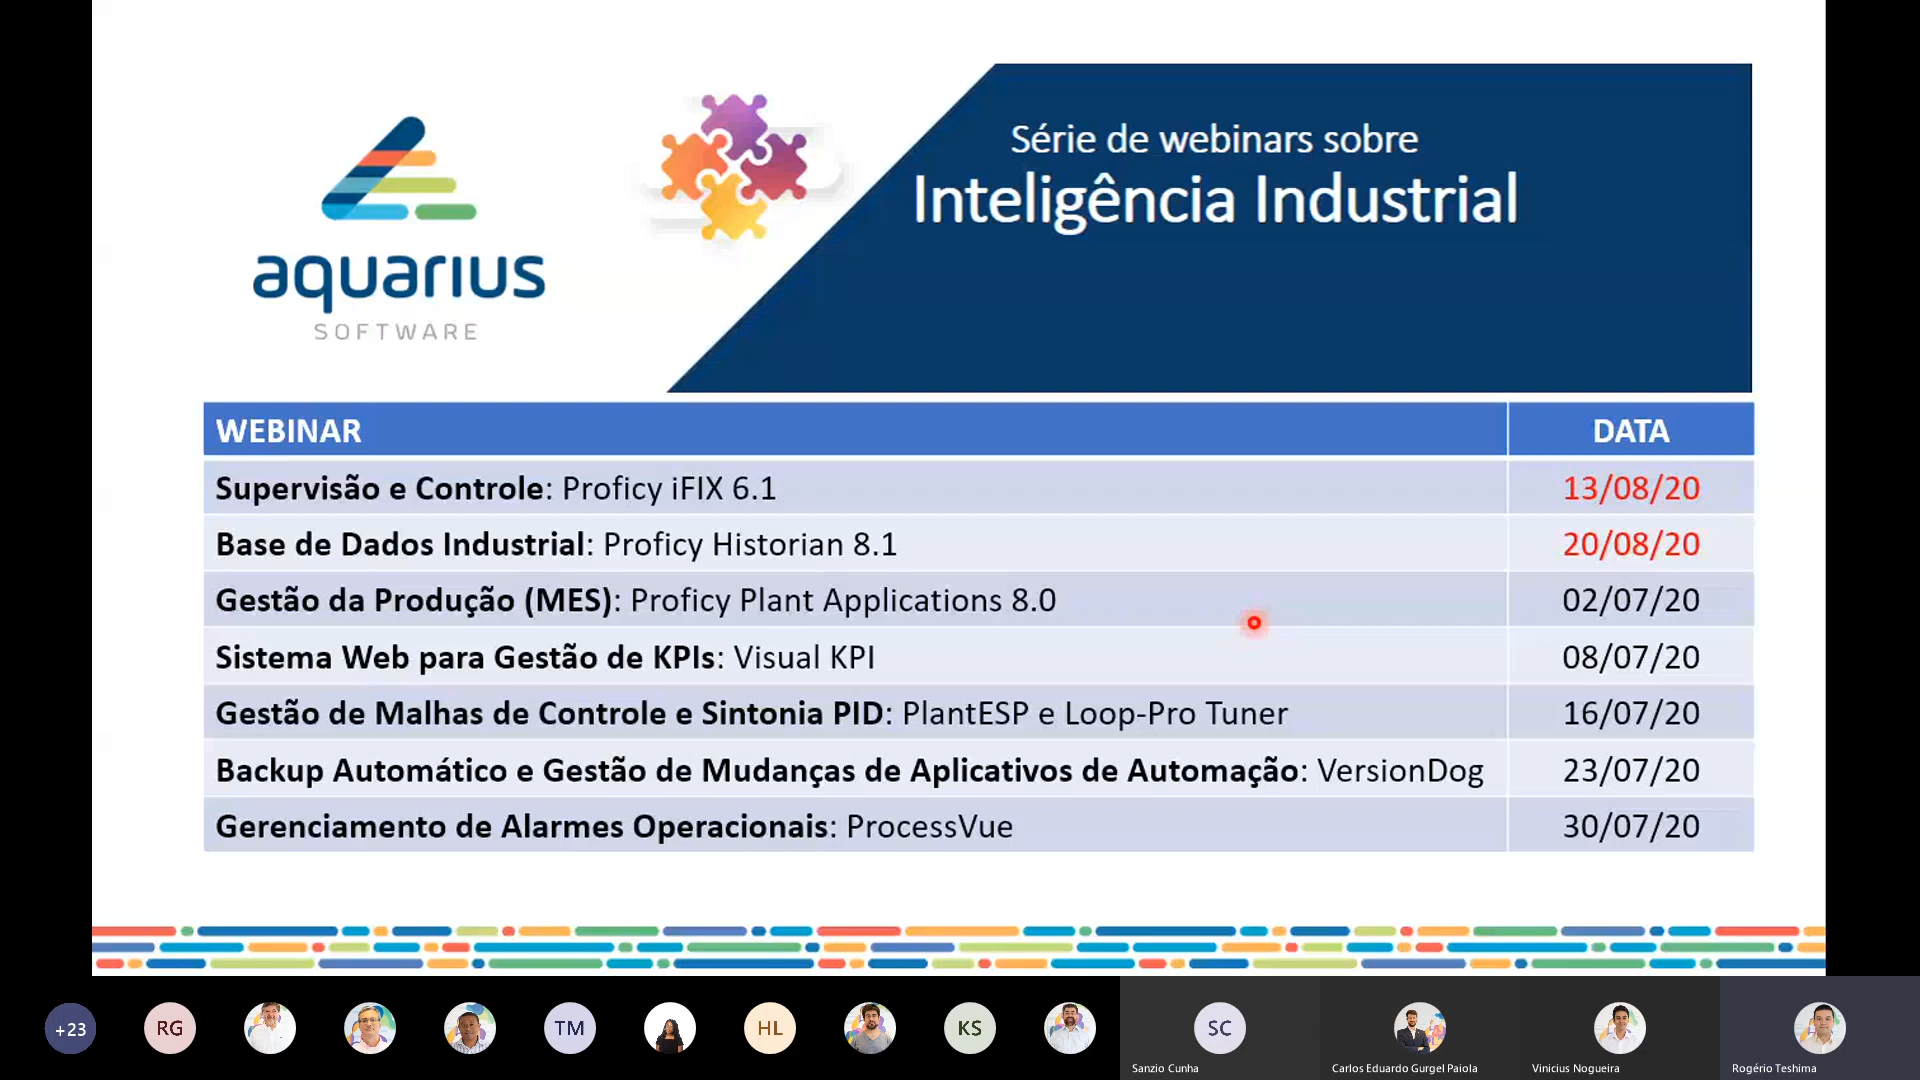 aquarius
SOFTWARE
Série de webinars sobre
Inteligência Industrial
WEBINAR DATA
Supervisão e Controle: Proficy iFIX 6.1 13/08/20
Base de Dados Industrial: Proficy Historian 8.1 20/08/20
Gestão da Produção (MES): Proficy Plant Applications 8.0 02/07/20
Sistema Web para Gestão de KPIs: Visual KPI 08/07/20
Gestão de Malhas de Controle e Sintonia PID: PlantESP e Loop-Pro Tuner 16/07/20
Backup Automático e Gestão de Mudanças de Aplicativos de Automação: VersionDog 23/07/20
Gerenciamento de Alarmes Operacionais: ProcessVue 30/07/20
+23 RG TM HL KS SC
Sanzio Cunha Carlos Eduardo Gurgel Paiola Vinicius Nogueira Rogério Teshima